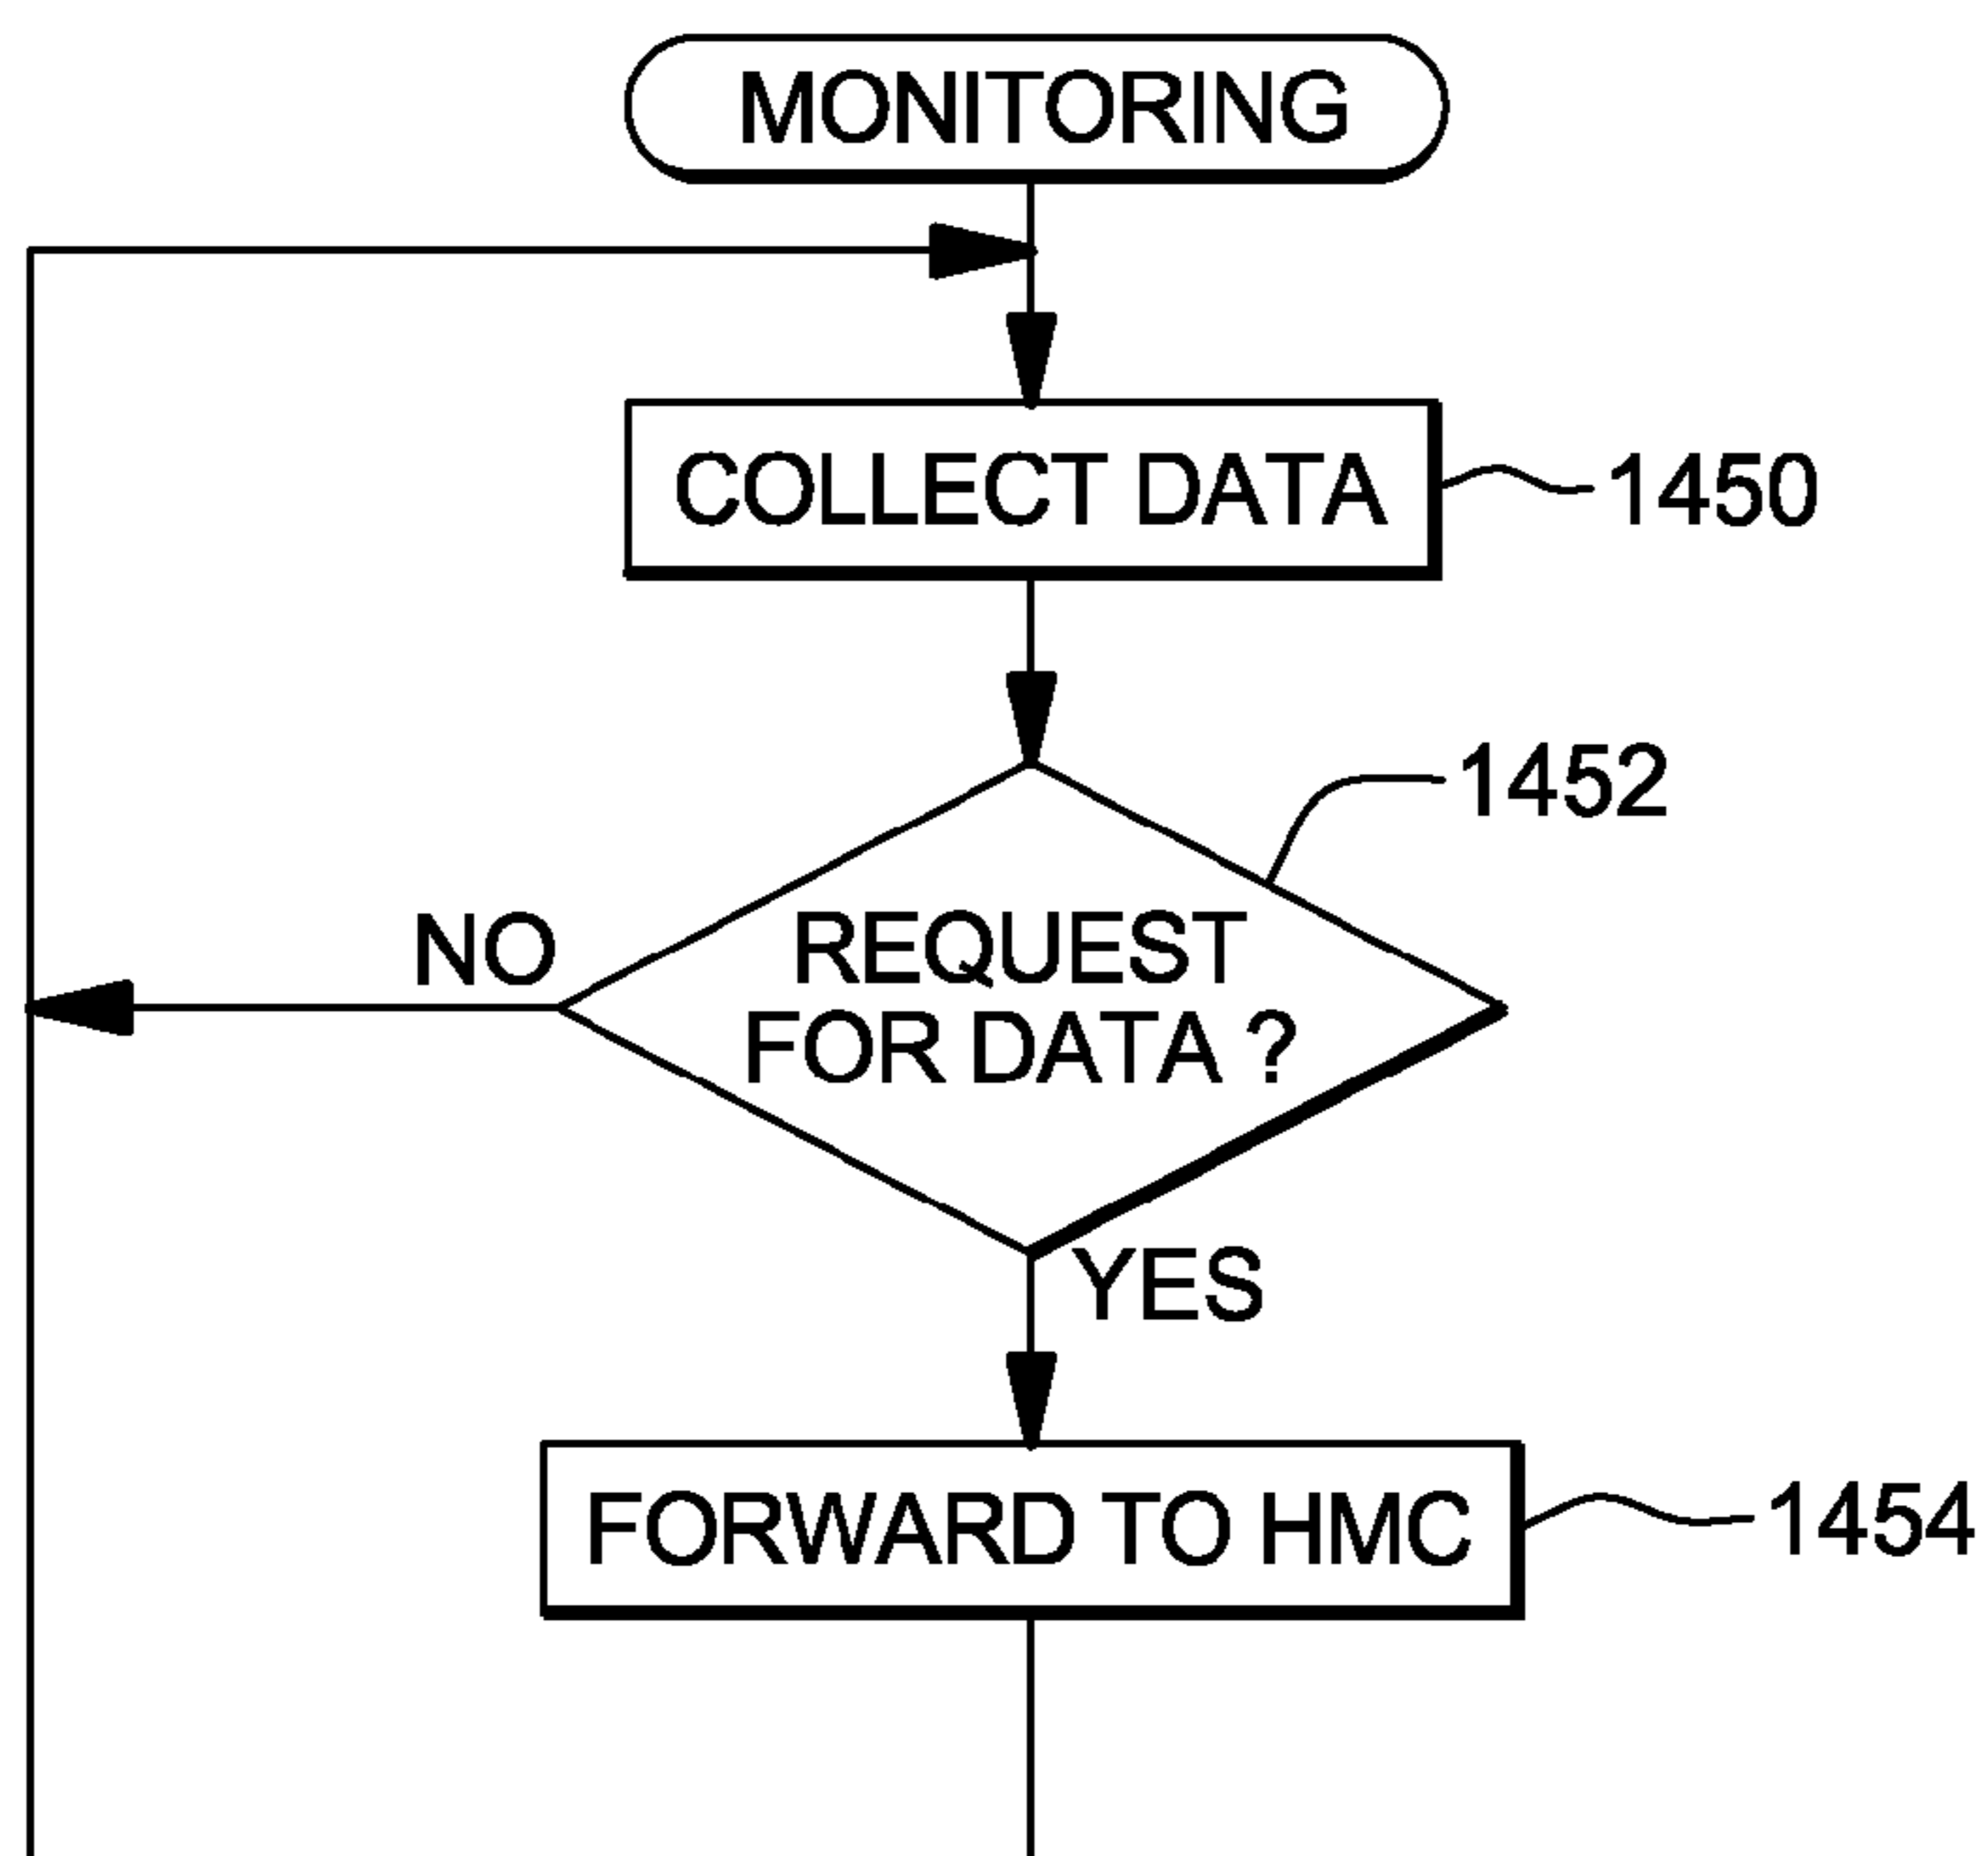 MONITORING
COLLECT DATA
1450
1452
NO
REQUEST
FOR DATA ?
YES
FORWARD TO HMC
1454